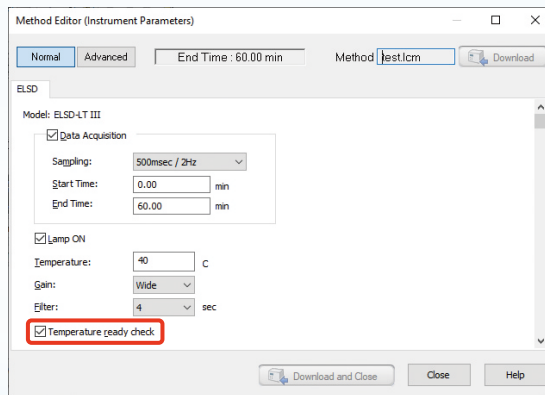 Method Editor (Instrument Parameters)
Normal Advanced End Time : 60.00 min Method test.lcm Download
ELSD
Model: ELSD-LT III
Data Acquisition
Sampling: 500msec / 2Hz
Start Time: 0.00 min
End Time: 60.00 min
Lamp ON
Temperature: 40 C
Gain: Wide
Filter: 4 sec
Temperature ready check
Download and Close Close Help